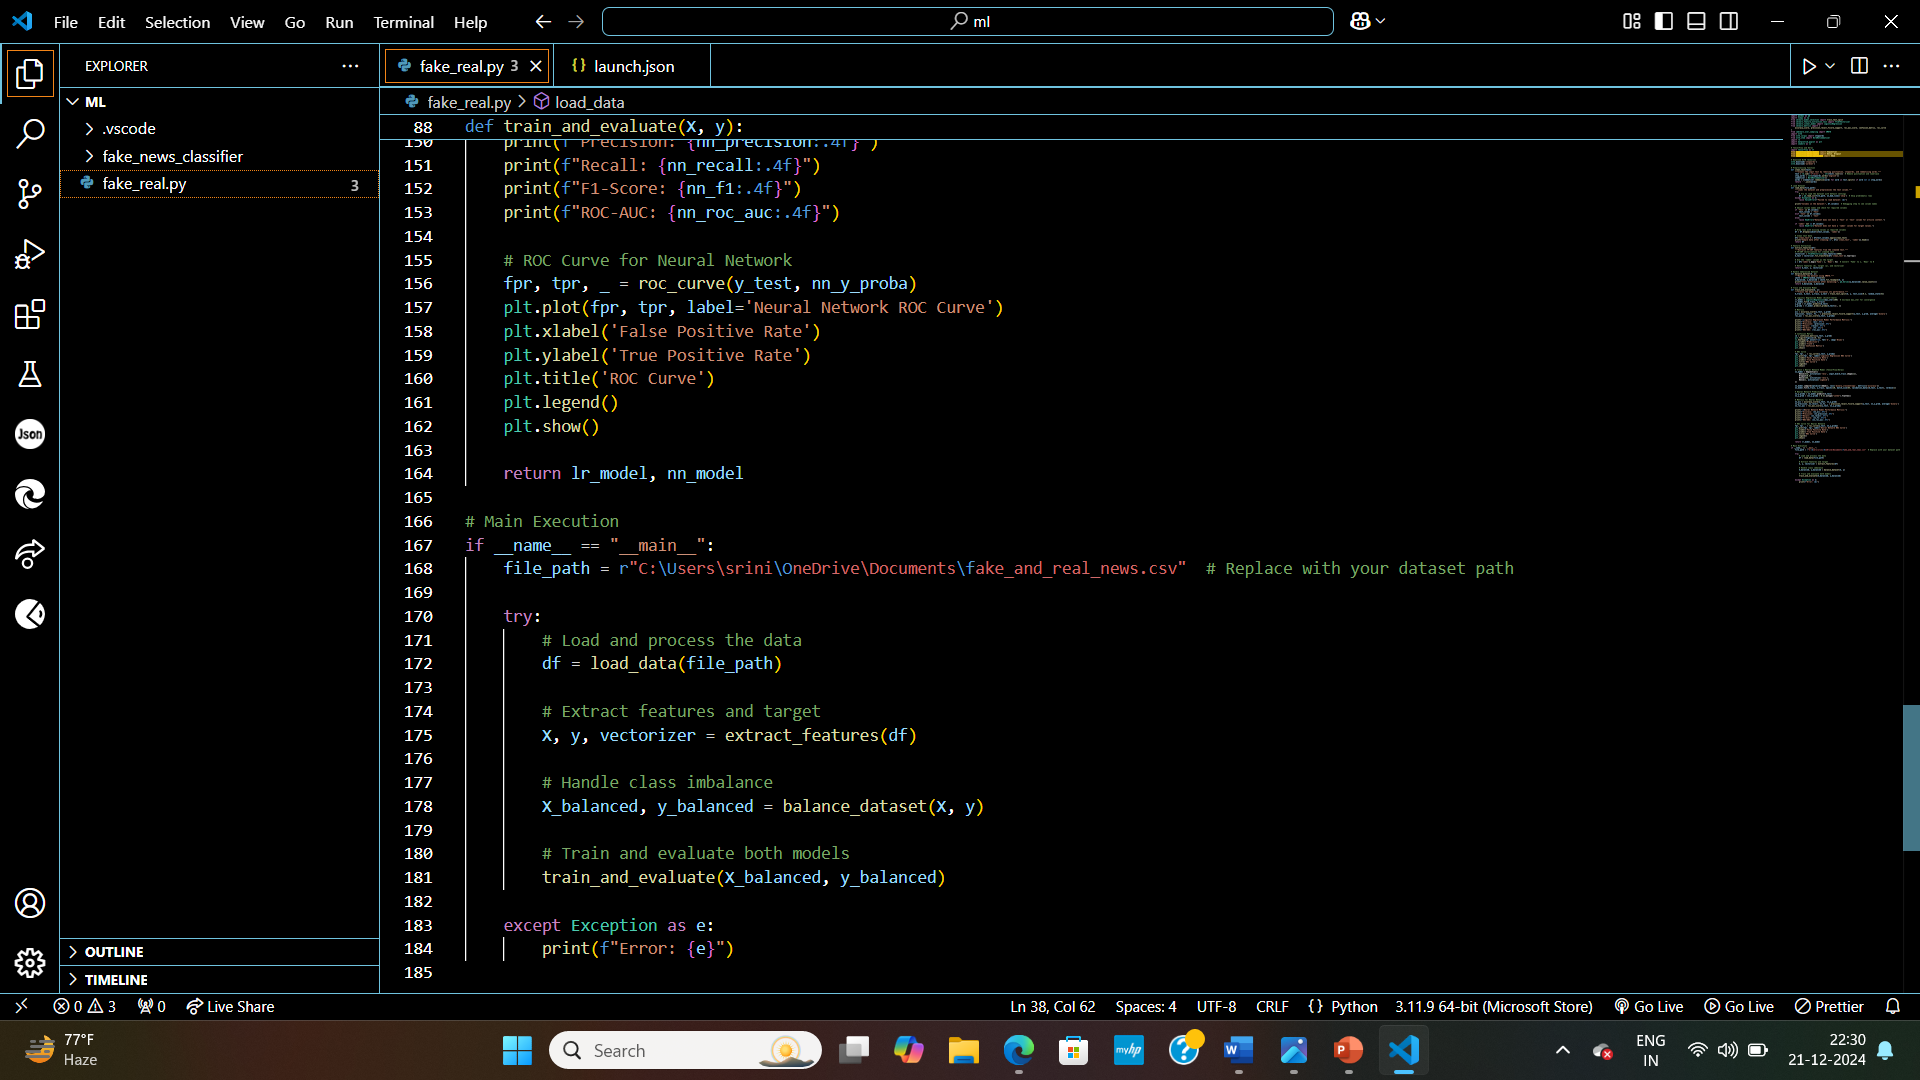 File Edit Selection View Go Run Terminal Help
ml
EXPLORER
fake_real.py 3
launch.json
ML
.vscode
fake_news_classifier
fake_real.py 3
fake_real.py > load_data
88 def train_and_evaluate(X, y):
150 print(f"Precision: {nn_precision:.4f}")
151 print(f"Recall: {nn_recall:.4f}")
152 print(f"F1-Score: {nn_f1:.4f}")
153 print(f"ROC-AUC: {nn_roc_auc:.4f}")
154
155 # ROC Curve for Neural Network
156 fpr, tpr, _ = roc_curve(y_test, nn_y_proba)
157 plt.plot(fpr, tpr, label='Neural Network ROC Curve')
158 plt.xlabel('False Positive Rate')
159 plt.ylabel('True Positive Rate')
160 plt.title('ROC Curve')
161 plt.legend()
162 plt.show()
163
164 return lr_model, nn_model
165
166 # Main Execution
167 if __name__ == "__main__":
168 file_path = r"C:\Users\srini\OneDrive\Documents\fake_and_real_news.csv" # Replace with your dataset path
169
170 try:
171 # Load and process the data
172 df = load_data(file_path)
173
174 # Extract features and target
175 X, y, vectorizer = extract_features(df)
176
177 # Handle class imbalance
178 X_balanced, y_balanced = balance_dataset(X, y)
179
180 # Train and evaluate both models
181 train_and_evaluate(X_balanced, y_balanced)
182
183 except Exception as e:
184 print(f"Error: {e}")
185
Json
OUTLINE
TIMELINE
0 3 0 Live Share
Ln 38, Col 62 Spaces: 4 UTF-8 CRLF {} Python 3.11.9 64-bit (Microsoft Store) Go Live Go Live Prettier
77°F
Haze
Search
myhp
ENG
IN
22:30
21-12-2024